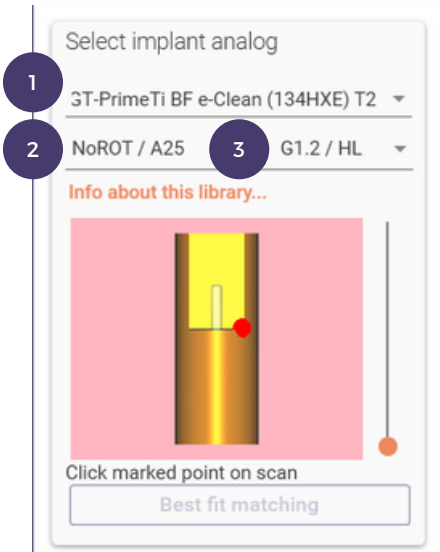 Select implant analog
1
GT-PrimeTi BF e-Clean (134HXE) T2
2 NoROT / A25 3 G1.2 / HL
Info about this library...
Click marked point on scan
Best fit matching